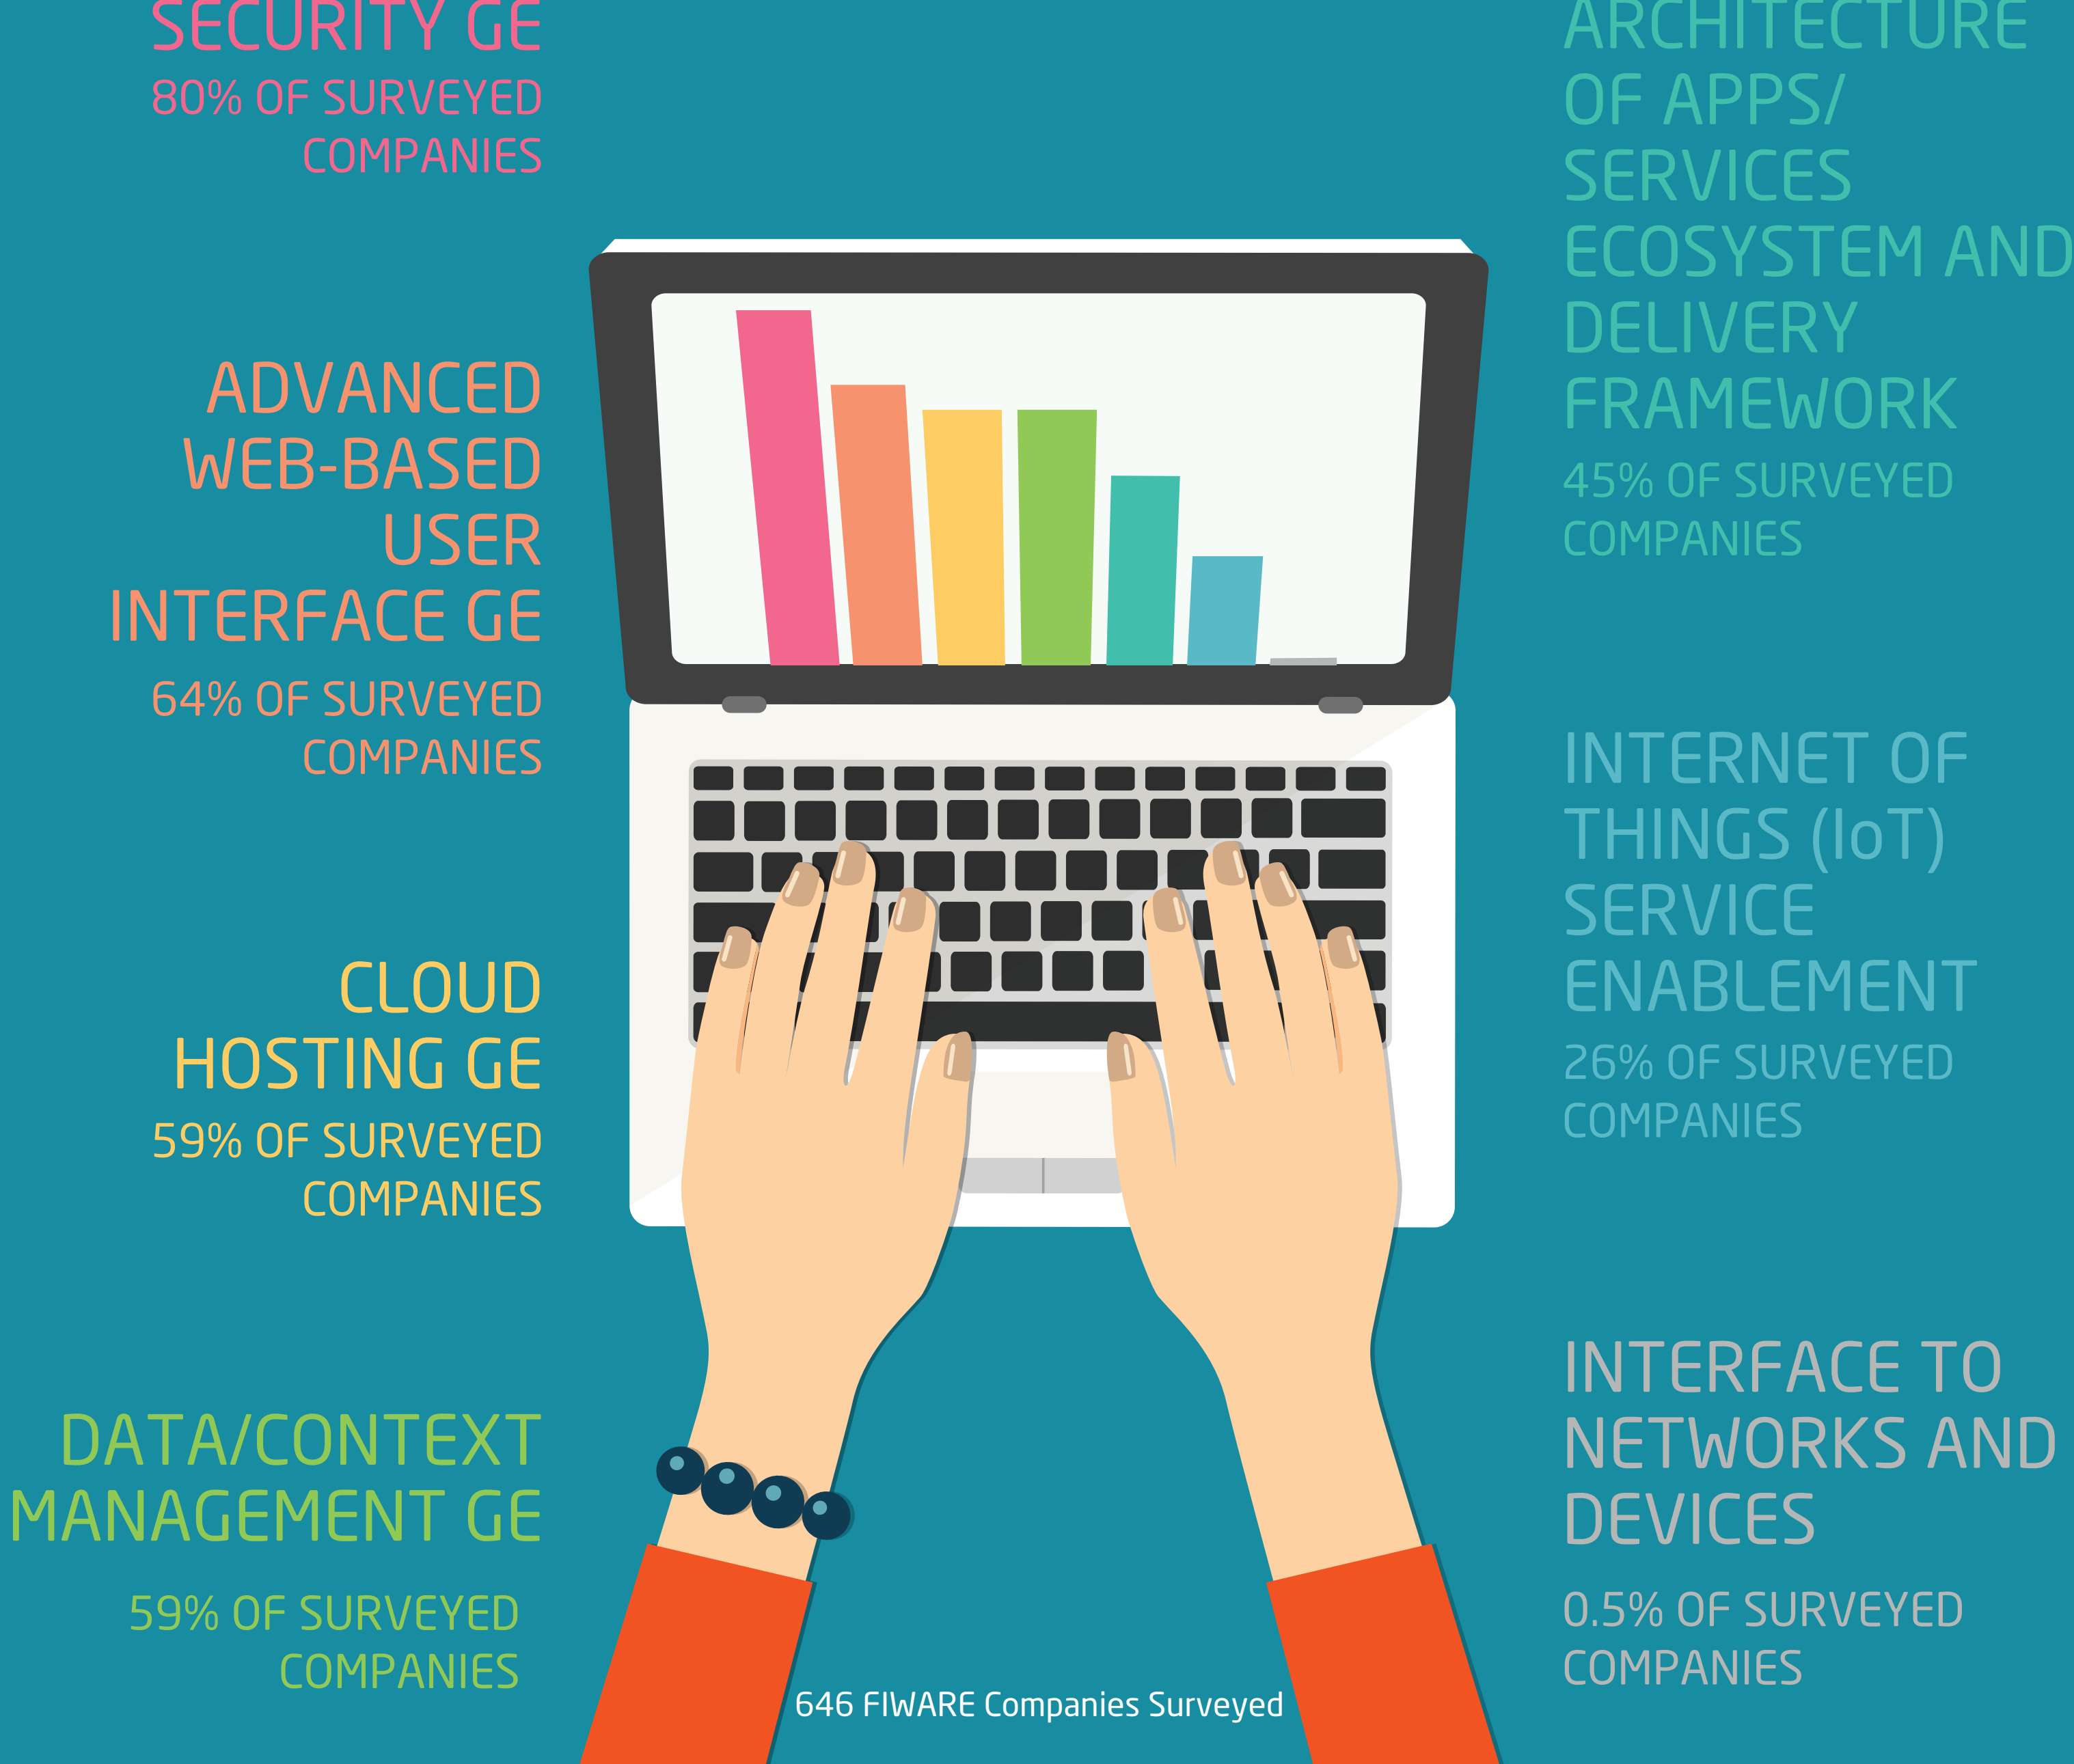 SECURITY GE
80% OF SURVEYED
COMPANIES
ADVANCED
WEB-BASED
USER
INTERFACE GE
64% OF SURVEYED
COMPANIES
CLOUD
HOSTING GE
59% OF SURVEYED
COMPANIES
DATA/CONTEXT
MANAGEMENT GE
59% OF SURVEYED
COMPANIES
ARCHITECTURE
OF APPS/
SERVICES
ECOSYSTEM AND
DELIVERY
FRAMEWORK
45% OF SURVEYED
COMPANIES
INTERNET OF
THINGS (IoT)
SERVICE
ENABLEMENT
26% OF SURVEYED
COMPANIES
INTERFACE TO
NETWORKS AND
DEVICES
0.5% OF SURVEYED
COMPANIES
646 FIWARE Companies Surveyed